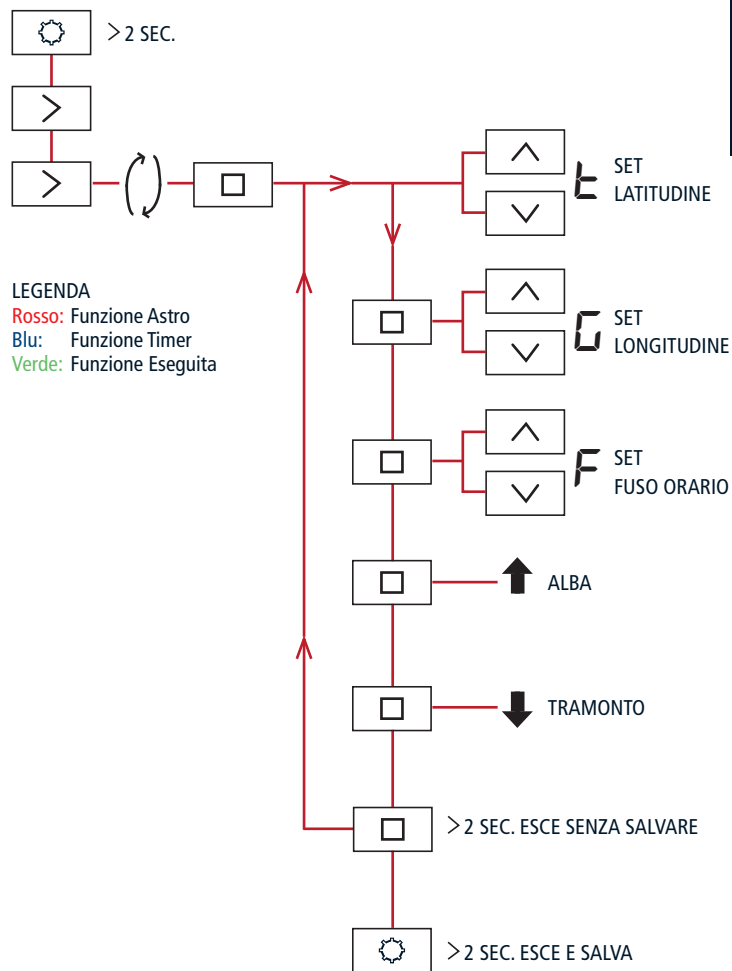 > 2 SEC.
SET
LATITUDINE
t
LEGENDA
Rosso: Funzione Astro
Blu: Funzione Timer
Verde: Funzione Eseguita
G
SET
LONGITUDINE
F
SET
FUSO ORARIO
ALBA
TRAMONTO
> 2 SEC. ESCE SENZA SALVARE
> 2 SEC. ESCE E SALVA